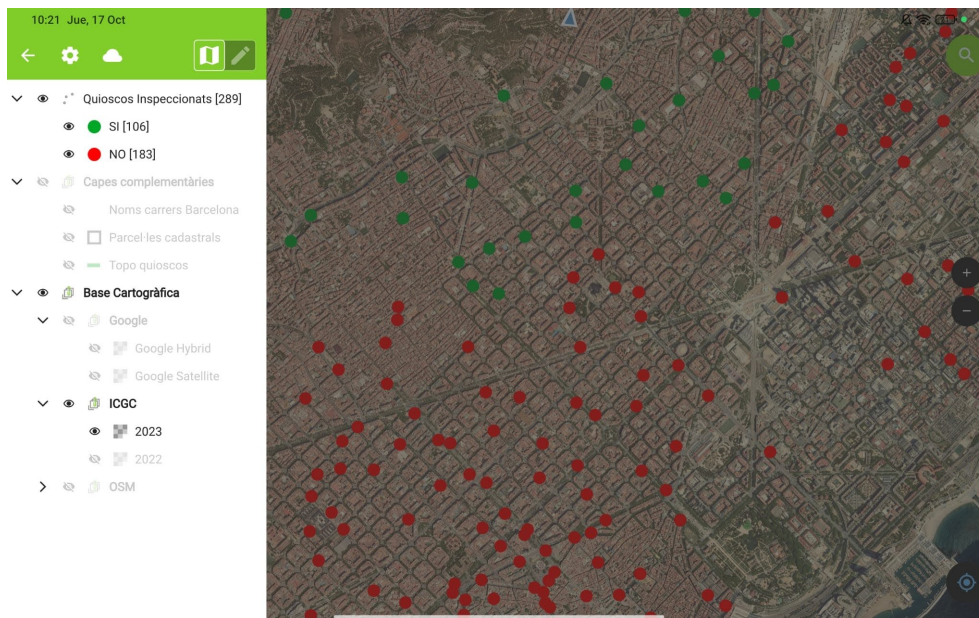 10:21 Jue, 17 Oct
Quioscos Inspeccionats [289]
SI [106]
NO [183]
Capes complementàries
Noms carrers Barcelona
Parcel·les cadastrals
Topo quioscos
Base Cartogràfica
Google
Google Hybrid
Google Satellite
ICGC
2023
2022
OSM